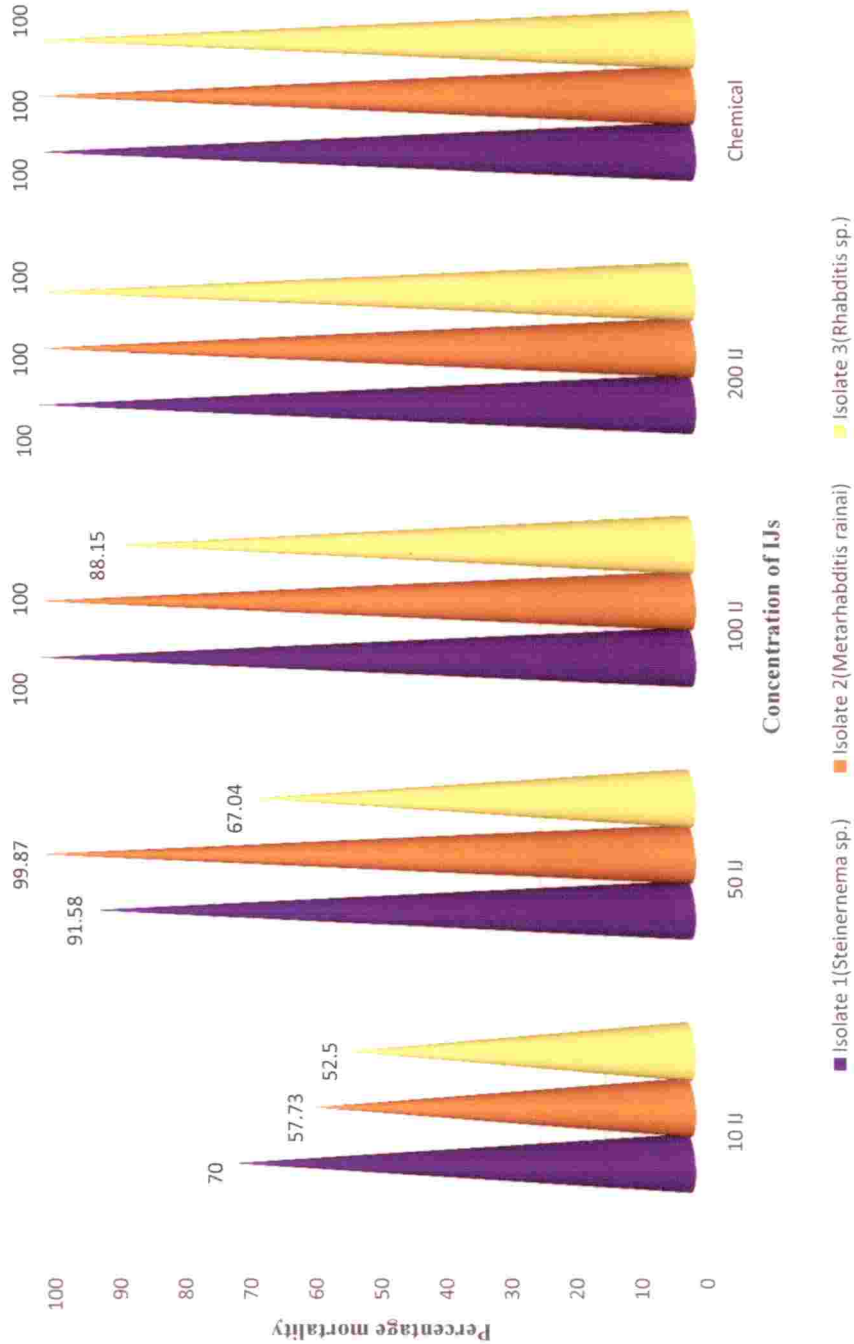 Percentage mortality
100
90
80
70
60
50
40
30
20
10
0
70
57.73
52.5
91.58
99.87
67.04
100
100
88.15
100
100
100
100
100
100
10 IJ
50 IJ
100 IJ
200 IJ
Chemical
Concentration of IJs
Isolate 1(Steinernema sp.)
Isolate 2(Metarhabditis rainai)
Isolate 3(Rhabditis sp.)